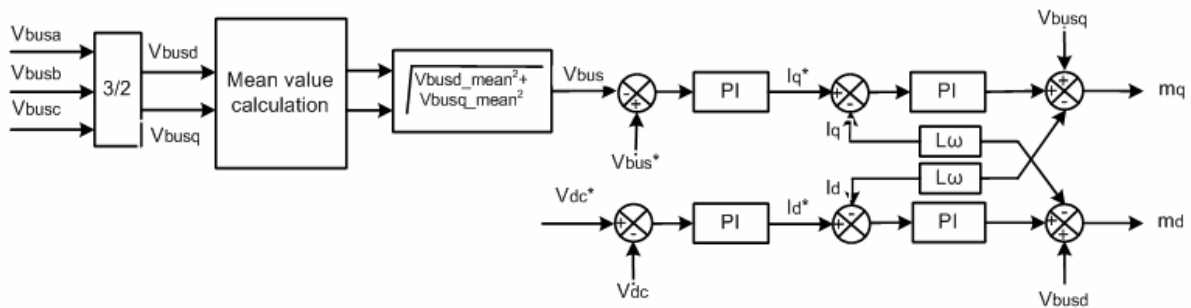 Vbusa
Vbusb
Vbusc
3/2
Vbusd
Vbusq
Mean value
calculation
Vbusd_mean²+
Vbusq_mean²
Vbus
-
+
Vbus*
PI
Iq*
+
-
Iq
PI
Vbusq
+
+
-
mq
Lω
Lω
Vdc*
+
-
Vdc
PI
Id*
Id
-
+
PI
-
+
+
md
Vbusd